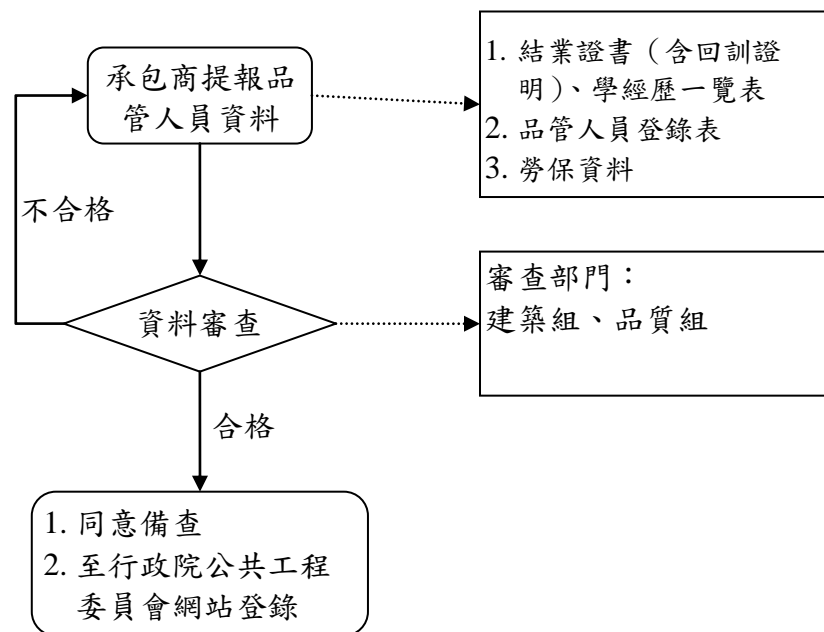 承包商提報品
管人員資料
1. 結業證書（含回訓證
明）、學經歷一覽表
2. 品管人員登錄表
3. 勞保資料
不合格
資料審查
審查部門：
建築組、品質組
合格
1. 同意備查
2. 至行政院公共工程
委員會網站登錄